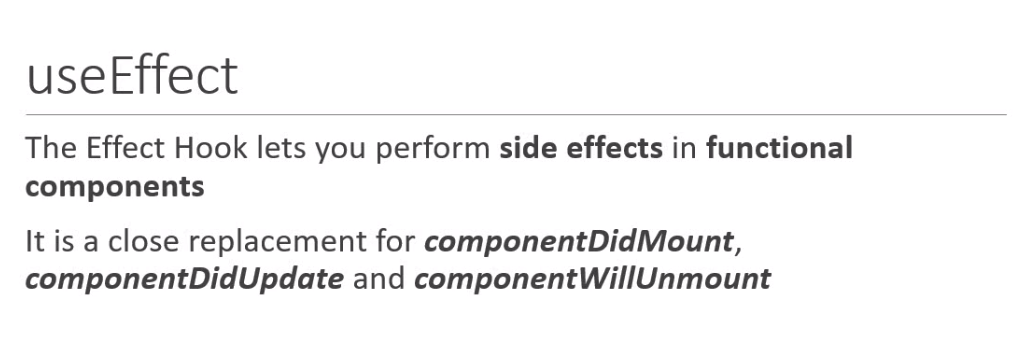 useEffect
The Effect Hook lets you perform side effects in functional
components
It is a close replacement for componentDidMount,
componentDidUpdate and componentWillUnmount